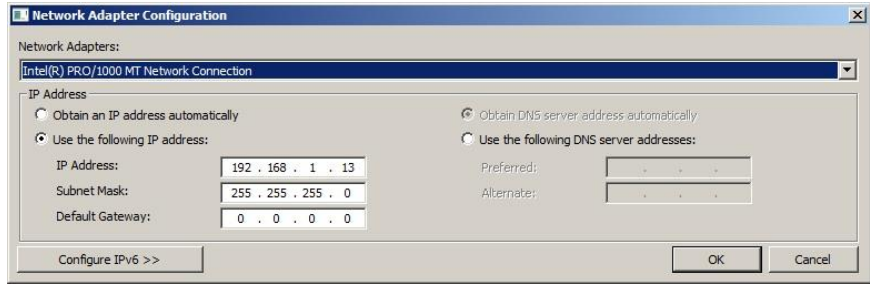 Network Adapter Configuration
Network Adapters:
Intel(R) PRO/1000 MT Network Connection
IP Address
Obtain an IP address automatically
Use the following IP address:
IP Address: 192 . 168 . 1 . 13
Subnet Mask: 255 . 255 . 255 . 0
Default Gateway: 0 . 0 . 0 . 0
Obtain DNS server address automatically
Use the following DNS server addresses:
Preferred: . . .
Alternate: . . .
Configure IPv6 >>
OK
Cancel